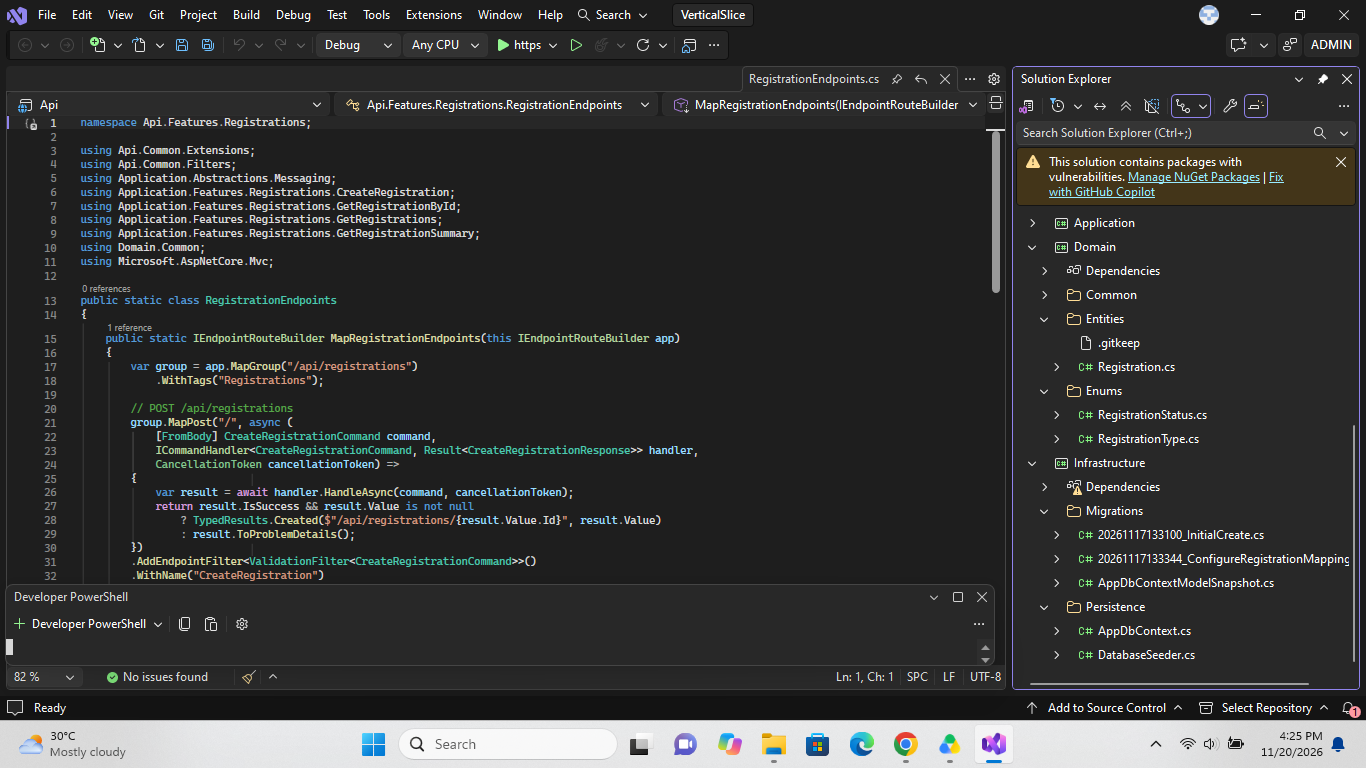 File Edit View Git Project Build Debug Test Tools Extensions Window Help Search VerticalSlice
Debug Any CPU https ADMIN
RegistrationEndpoints.cs
Api Api.Features.Registrations.RegistrationEndpoints MapRegistrationEndpoints(IEndpointRouteBuilder
1 namespace Api.Features.Registrations;
2
3 using Api.Common.Extensions;
4 using Api.Common.Filters;
5 using Application.Abstractions.Messaging;
6 using Application.Features.Registrations.CreateRegistration;
7 using Application.Features.Registrations.GetRegistrationById;
8 using Application.Features.Registrations.GetRegistrations;
9 using Application.Features.Registrations.GetRegistrationSummary;
10 using Domain.Common;
11 using Microsoft.AspNetCore.Mvc;
12
0 references
13 public static class RegistrationEndpoints
14 {
1 reference
15 public static IEndpointRouteBuilder MapRegistrationEndpoints(this IEndpointRouteBuilder app)
16 {
17 var group = app.MapGroup("/api/registrations")
18 .WithTags("Registrations");
19
20 // POST /api/registrations
21 group.MapPost("/", async (
22 [FromBody] CreateRegistrationCommand command,
23 ICommandHandler<CreateRegistrationCommand, Result<CreateRegistrationResponse>> handler,
24 CancellationToken cancellationToken) =>
25 {
26 var result = await handler.HandleAsync(command, cancellationToken);
27 return result.IsSuccess && result.Value is not null
28 ? TypedResults.Created($"/api/registrations/{result.Value.Id}", result.Value)
29 : result.ToProblemDetails();
30 })
31 .AddEndpointFilter<ValidationFilter<CreateRegistrationCommand>>()
32 .WithName("CreateRegistration")
Developer PowerShell
Developer PowerShell
82 % No issues found Ln: 1, Ch: 1 SPC LF UTF-8
Solution Explorer
Search Solution Explorer (Ctrl+;)
This solution contains packages with
vulnerabilities. Manage NuGet Packages | Fix
with GitHub Copilot
Application
Domain
Dependencies
Common
Entities
.gitkeep
C# Registration.cs
Enums
C# RegistrationStatus.cs
C# RegistrationType.cs
Infrastructure
Dependencies
Migrations
C# 20261117133100_InitialCreate.cs
C# 20261117133344_ConfigureRegistrationMapping
C# AppDbContextModelSnapshot.cs
Persistence
C# AppDbContext.cs
C# DatabaseSeeder.cs
Ready Add to Source Control Select Repository 1
30°C
Mostly cloudy
Search
4:25 PM
11/20/2026